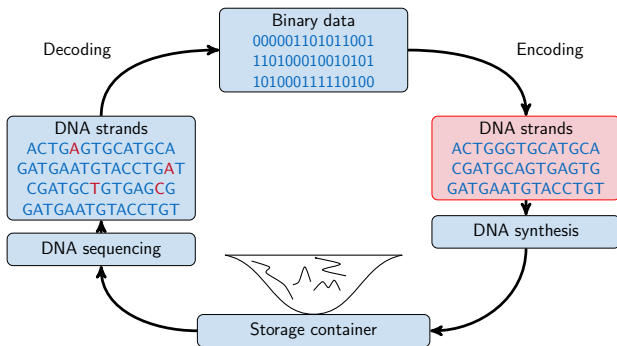 Binary data
000001101011001
110100010010101
101000111110100
Decoding
Encoding
DNA strands
ACTGAGTGCATGCA
GATGAATGTACCTGAT
CGATGCTGTGAGCG
GATGAATGTACCTGT
DNA sequencing
DNA strands
ACTGGGTGCATGCA
CGATGCAGTGAGTG
GATGAATGTACCTGT
DNA synthesis
Storage container